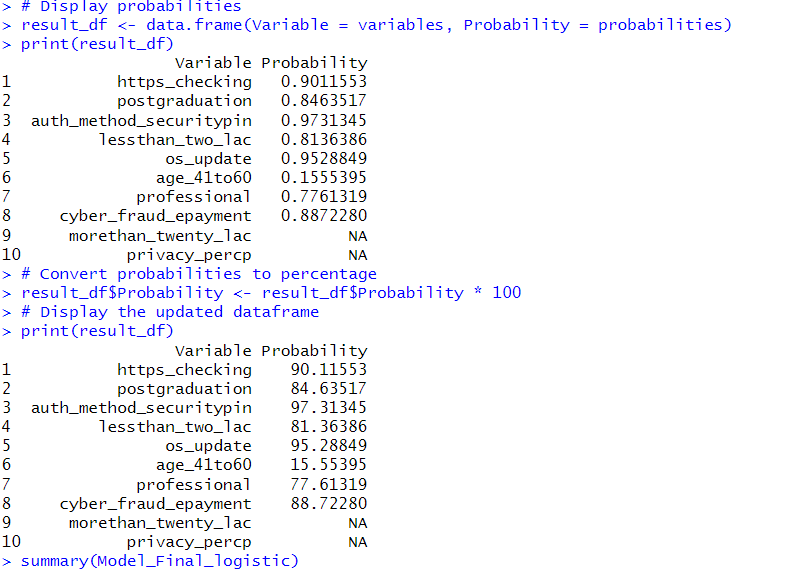 > # Display probabilities
> result_df <- data.frame(Variable = variables, Probability = probabilities)
> print(result_df)
Variable Probability
1 https_checking 0.9011553
2 postgraduation 0.8463517
3 auth_method_securitypin 0.9731345
4 lessthan_two_lac 0.8136386
5 os_update 0.9528849
6 age_41to60 0.1555395
7 professional 0.7761319
8 cyber_fraud_epayment 0.8872280
9 morethan_twenty_lac NA
10 privacy_percp NA
> # Convert probabilities to percentage
> result_df$Probability <- result_df$Probability * 100
> # Display the updated dataframe
> print(result_df)
Variable Probability
1 https_checking 90.11553
2 postgraduation 84.63517
3 auth_method_securitypin 97.31345
4 lessthan_two_lac 81.36386
5 os_update 95.28849
6 age_41to60 15.55395
7 professional 77.61319
8 cyber_fraud_epayment 88.72280
9 morethan_twenty_lac NA
10 privacy_percp NA
> summary(Model_Final_logistic)